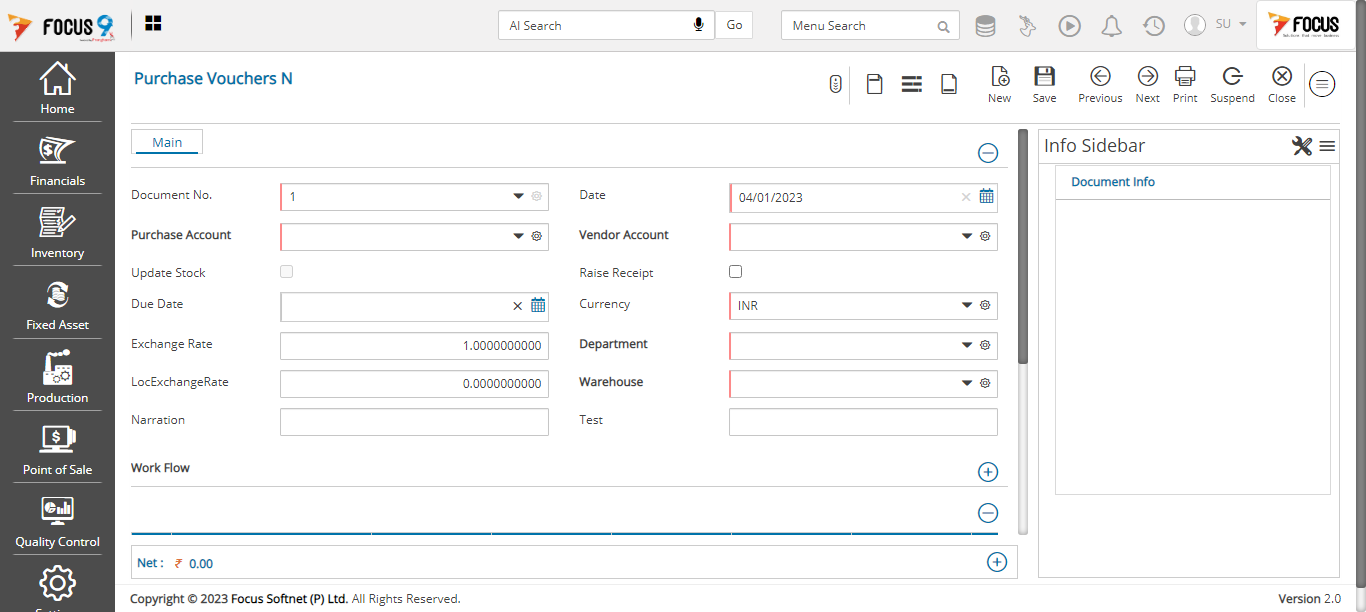 FOCUS 9
AI Search
Go
Menu Search
SU
FOCUS
Home
Financials
Inventory
Fixed Asset
Production
Point of Sale
Quality Control
Purchase Vouchers N
New
Save
Previous
Next
Print
Suspend
Close
Main
Document No.
1
Date
04/01/2023
Purchase Account
Vendor Account
Update Stock
Raise Receipt
Due Date
Currency
INR
Exchange Rate
1.0000000000
Department
LocExchangeRate
0.0000000000
Warehouse
Narration
Test
Work Flow
Net : ₹ 0.00
Info Sidebar
Document Info
Copyright © 2023 Focus Softnet (P) Ltd. All Rights Reserved.
Version 2.0